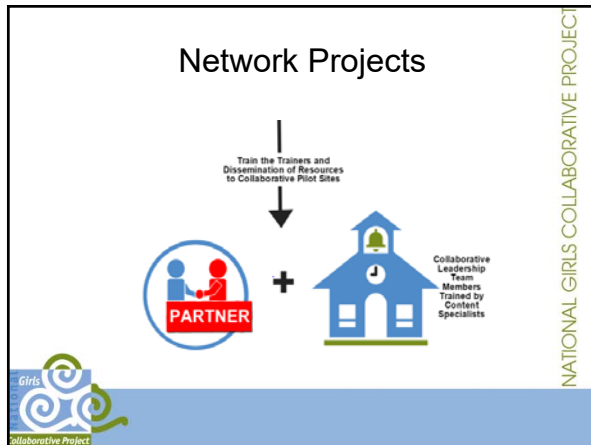 Network Projects
Train the Trainers and
Dissemination of Resources
to Collaborative Pilot Sites
PARTNER
Collaborative
Leadership
Team
Members
Trained by
Content
Specialists
NATIONAL GIRLS COLLABORATIVE PROJECT
National
Girls
Collaborative Project